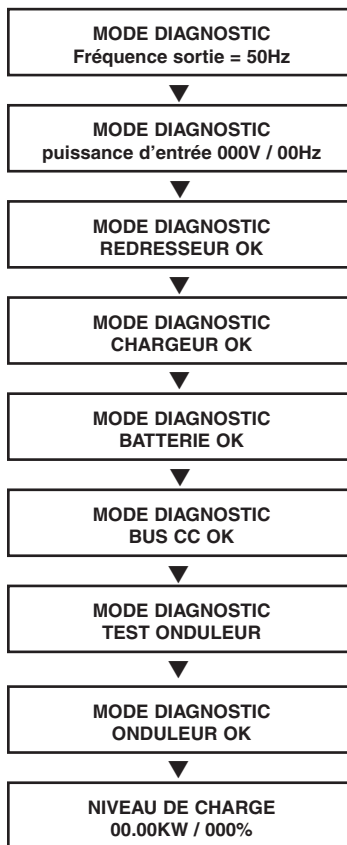 MODE DIAGNOSTIC
Fréquence sortie = 50Hz
MODE DIAGNOSTIC
puissance d'entrée 000V / 00Hz
MODE DIAGNOSTIC
REDRESSEUR OK
MODE DIAGNOSTIC
CHARGEUR OK
MODE DIAGNOSTIC
BATTERIE OK
MODE DIAGNOSTIC
BUS CC OK
MODE DIAGNOSTIC
TEST ONDULEUR
MODE DIAGNOSTIC
ONDULEUR OK
NIVEAU DE CHARGE
00.00KW / 000%